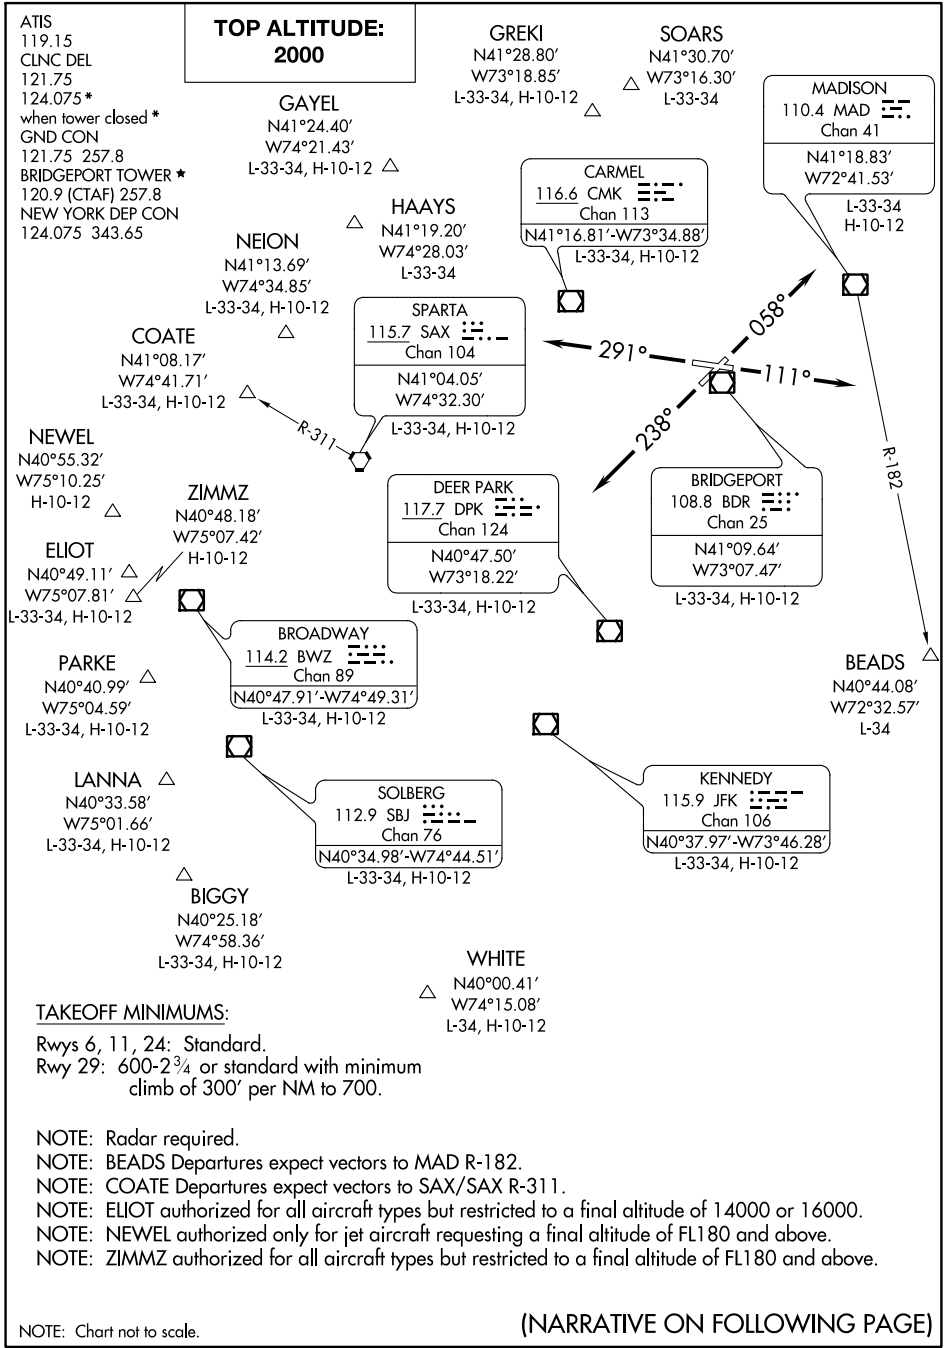 ATIS
119.15
CLNC DEL
121.75
124.075*
when tower closed *
GND CON
121.75 257.8
BRIDGEPORT TOWER ★
120.9 (CTAF) 257.8
NEW YORK DEP CON
124.075 343.65
TOP ALTITUDE:
2000
GREKI
N41°28.80′
W73°18.85′
L-33-34, H-10-12
SOARS
N41°30.70′
W73°16.30′
L-33-34
MADISON
110.4 MAD
Chan 41
N41°18.83′
W72°41.53′
L-33-34
H-10-12
GAYEL
N41°24.40′
W74°21.43′
L-33-34, H-10-12
CARMEL
116.6 CMK
Chan 113
N41°16.81′-W73°34.88′
L-33-34, H-10-12
HAAYS
N41°19.20′
W74°28.03′
L-33-34
NEION
N41°13.69′
W74°34.85′
L-33-34, H-10-12
SPARTA
115.7 SAX
Chan 104
N41°04.05′
W74°32.30′
L-33-34, H-10-12
COATE
N41°08.17′
W74°41.71′
L-33-34, H-10-12
R-311
058°
291°
111°
238°
R-182
NEWEL
N40°55.32′
W75°10.25′
H-10-12
ZIMMZ
N40°48.18′
W75°07.42′
H-10-12
DEER PARK
117.7 DPK
Chan 124
N40°47.50′
W73°18.22′
L-33-34, H-10-12
BRIDGEPORT
108.8 BDR
Chan 25
N41°09.64′
W73°07.47′
L-33-34, H-10-12
ELIOT
N40°49.11′
W75°07.81′
L-33-34, H-10-12
BROADWAY
114.2 BWZ
Chan 89
N40°47.91′-W74°49.31′
L-33-34, H-10-12
PARKE
N40°40.99′
W75°04.59′
L-33-34, H-10-12
BEADS
N40°44.08′
W72°32.57′
L-34
LANNA
N40°33.58′
W75°01.66′
L-33-34, H-10-12
SOLBERG
112.9 SBJ
Chan 76
N40°34.98′-W74°44.51′
L-33-34, H-10-12
KENNEDY
115.9 JFK
Chan 106
N40°37.97′-W73°46.28′
L-33-34, H-10-12
BIGGY
N40°25.18′
W74°58.36′
L-33-34, H-10-12
WHITE
N40°00.41′
W74°15.08′
L-34, H-10-12
TAKEOFF MINIMUMS:
Rwys 6, 11, 24: Standard.
Rwy 29: 600-2¾ or standard with minimum
climb of 300′ per NM to 700.
NOTE: Radar required.
NOTE: BEADS Departures expect vectors to MAD R-182.
NOTE: COATE Departures expect vectors to SAX/SAX R-311.
NOTE: ELIOT authorized for all aircraft types but restricted to a final altitude of 14000 or 16000.
NOTE: NEWEL authorized only for jet aircraft requesting a final altitude of FL180 and above.
NOTE: ZIMMZ authorized for all aircraft types but restricted to a final altitude of FL180 and above.
NOTE: Chart not to scale.
(NARRATIVE ON FOLLOWING PAGE)